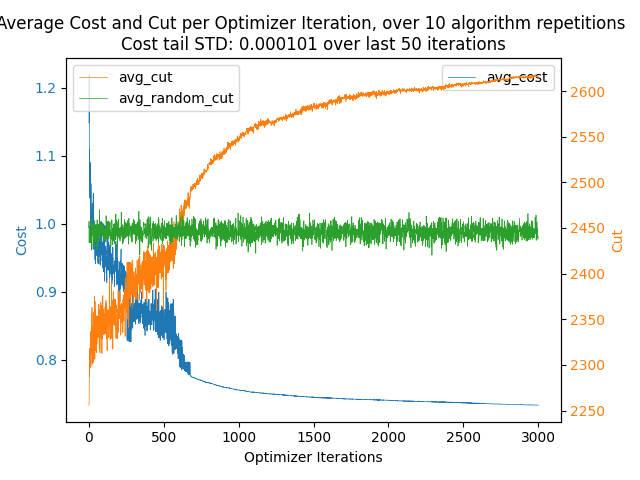 Average Cost and Cut per Optimizer Iteration, over 10 algorithm repetitions
Cost tail STD: 0.000101 over last 50 iterations
avg_cut
avg_random_cut
avg_cost
Cost
1.2
1.1
1.0
0.9
0.8
2600
2550
2500
2450
2400
2350
2300
2250
Cut
0 500 1000 1500 2000 2500 3000
Optimizer Iterations